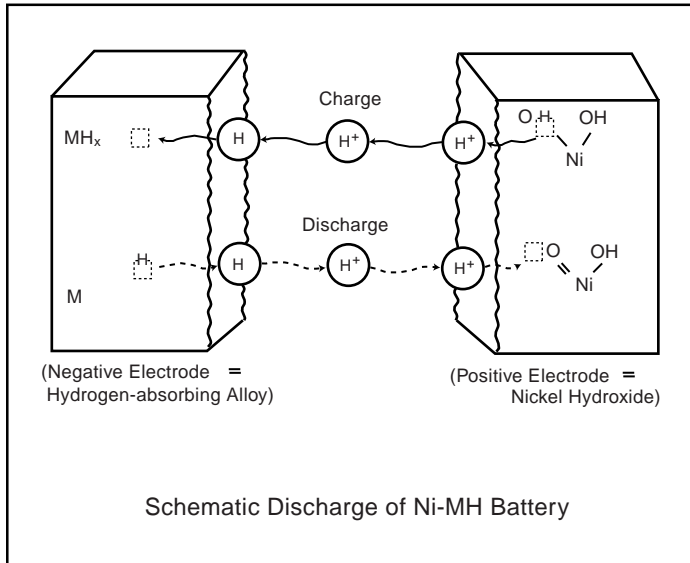 Charge
O H OH
MHx H H+ H+
Ni
Discharge
H O OH
H H+ H+
Ni
M
(Negative Electrode = Hydrogen-absorbing Alloy)
(Positive Electrode = Nickel Hydroxide)
Schematic Discharge of Ni-MH Battery